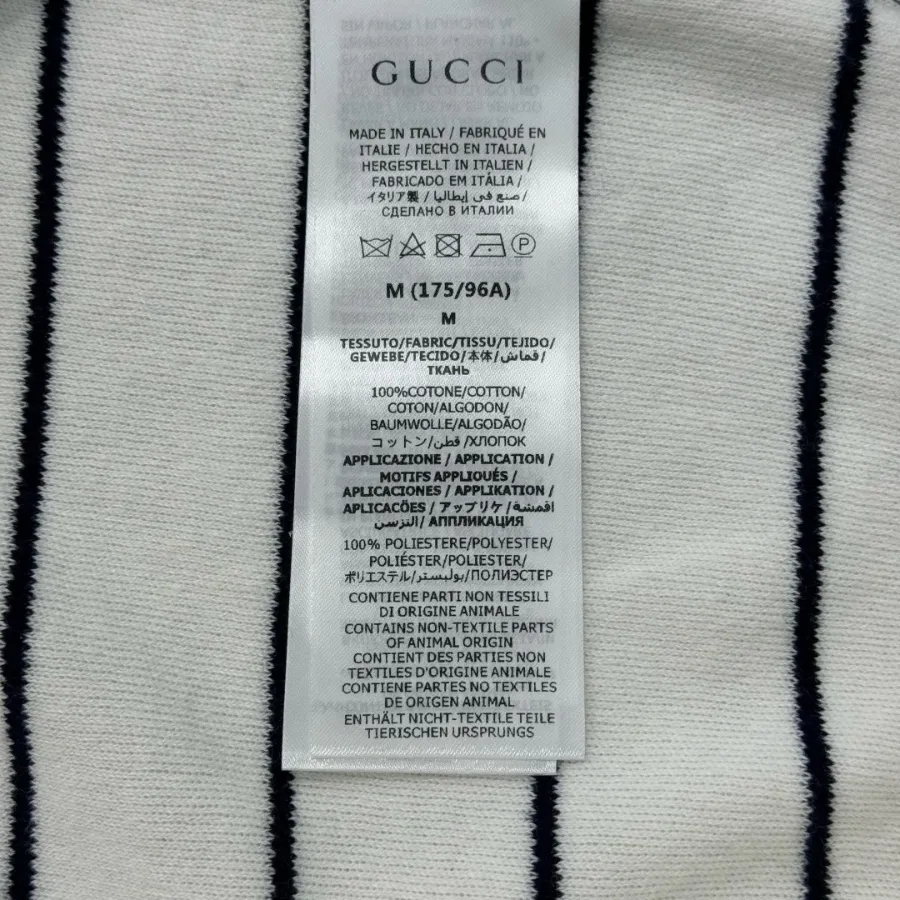 GUCCI
MADE IN ITALY / FABRIQUÉ EN
ITALIE / HECHO EN ITALIA /
HERGESTELLT IN ITALIEN /
FABRICADO EM ITÁLIA /
イタリア製 / صنع في إيطاليا /
СДЕЛАНО В ИТАЛИИ
P
M (175/96A)
M
TESSUTO/FABRIC/TISSU/TEJIDO/
GEWEBE/TECIDO/本体/قماش/
ТКАНЬ
100%COTONE/COTTON/
COTON/ALGODON/
BAUMWOLLE/ALGODÃO/
コットン/قطن/ХЛОПОК
APPLICAZIONE / APPLICATION /
MOTIFS APPLIQUÉS /
APLICACIONES / APPLIKATION /
APLICACÕES / アップリケ / اقمشة
التزسن/ АППЛИКАЦИЯ
100% POLIESTERE/POLYESTER/
POLIÉSTER/POLIESTER/
ポリエステル/بوليستر/ПОЛИЭСТЕР
CONTIENE PARTI NON TESSILI
DI ORIGINE ANIMALE
CONTAINS NON-TEXTILE PARTS
OF ANIMAL ORIGIN
CONTIENT DES PARTIES NON
TEXTILES D'ORIGINE ANIMALE
CONTIENE PARTES NO TEXTILES
DE ORIGEN ANIMAL
ENTHÄLT NICHT-TEXTILE TEILE
TIERISCHEN URSPRUNGS